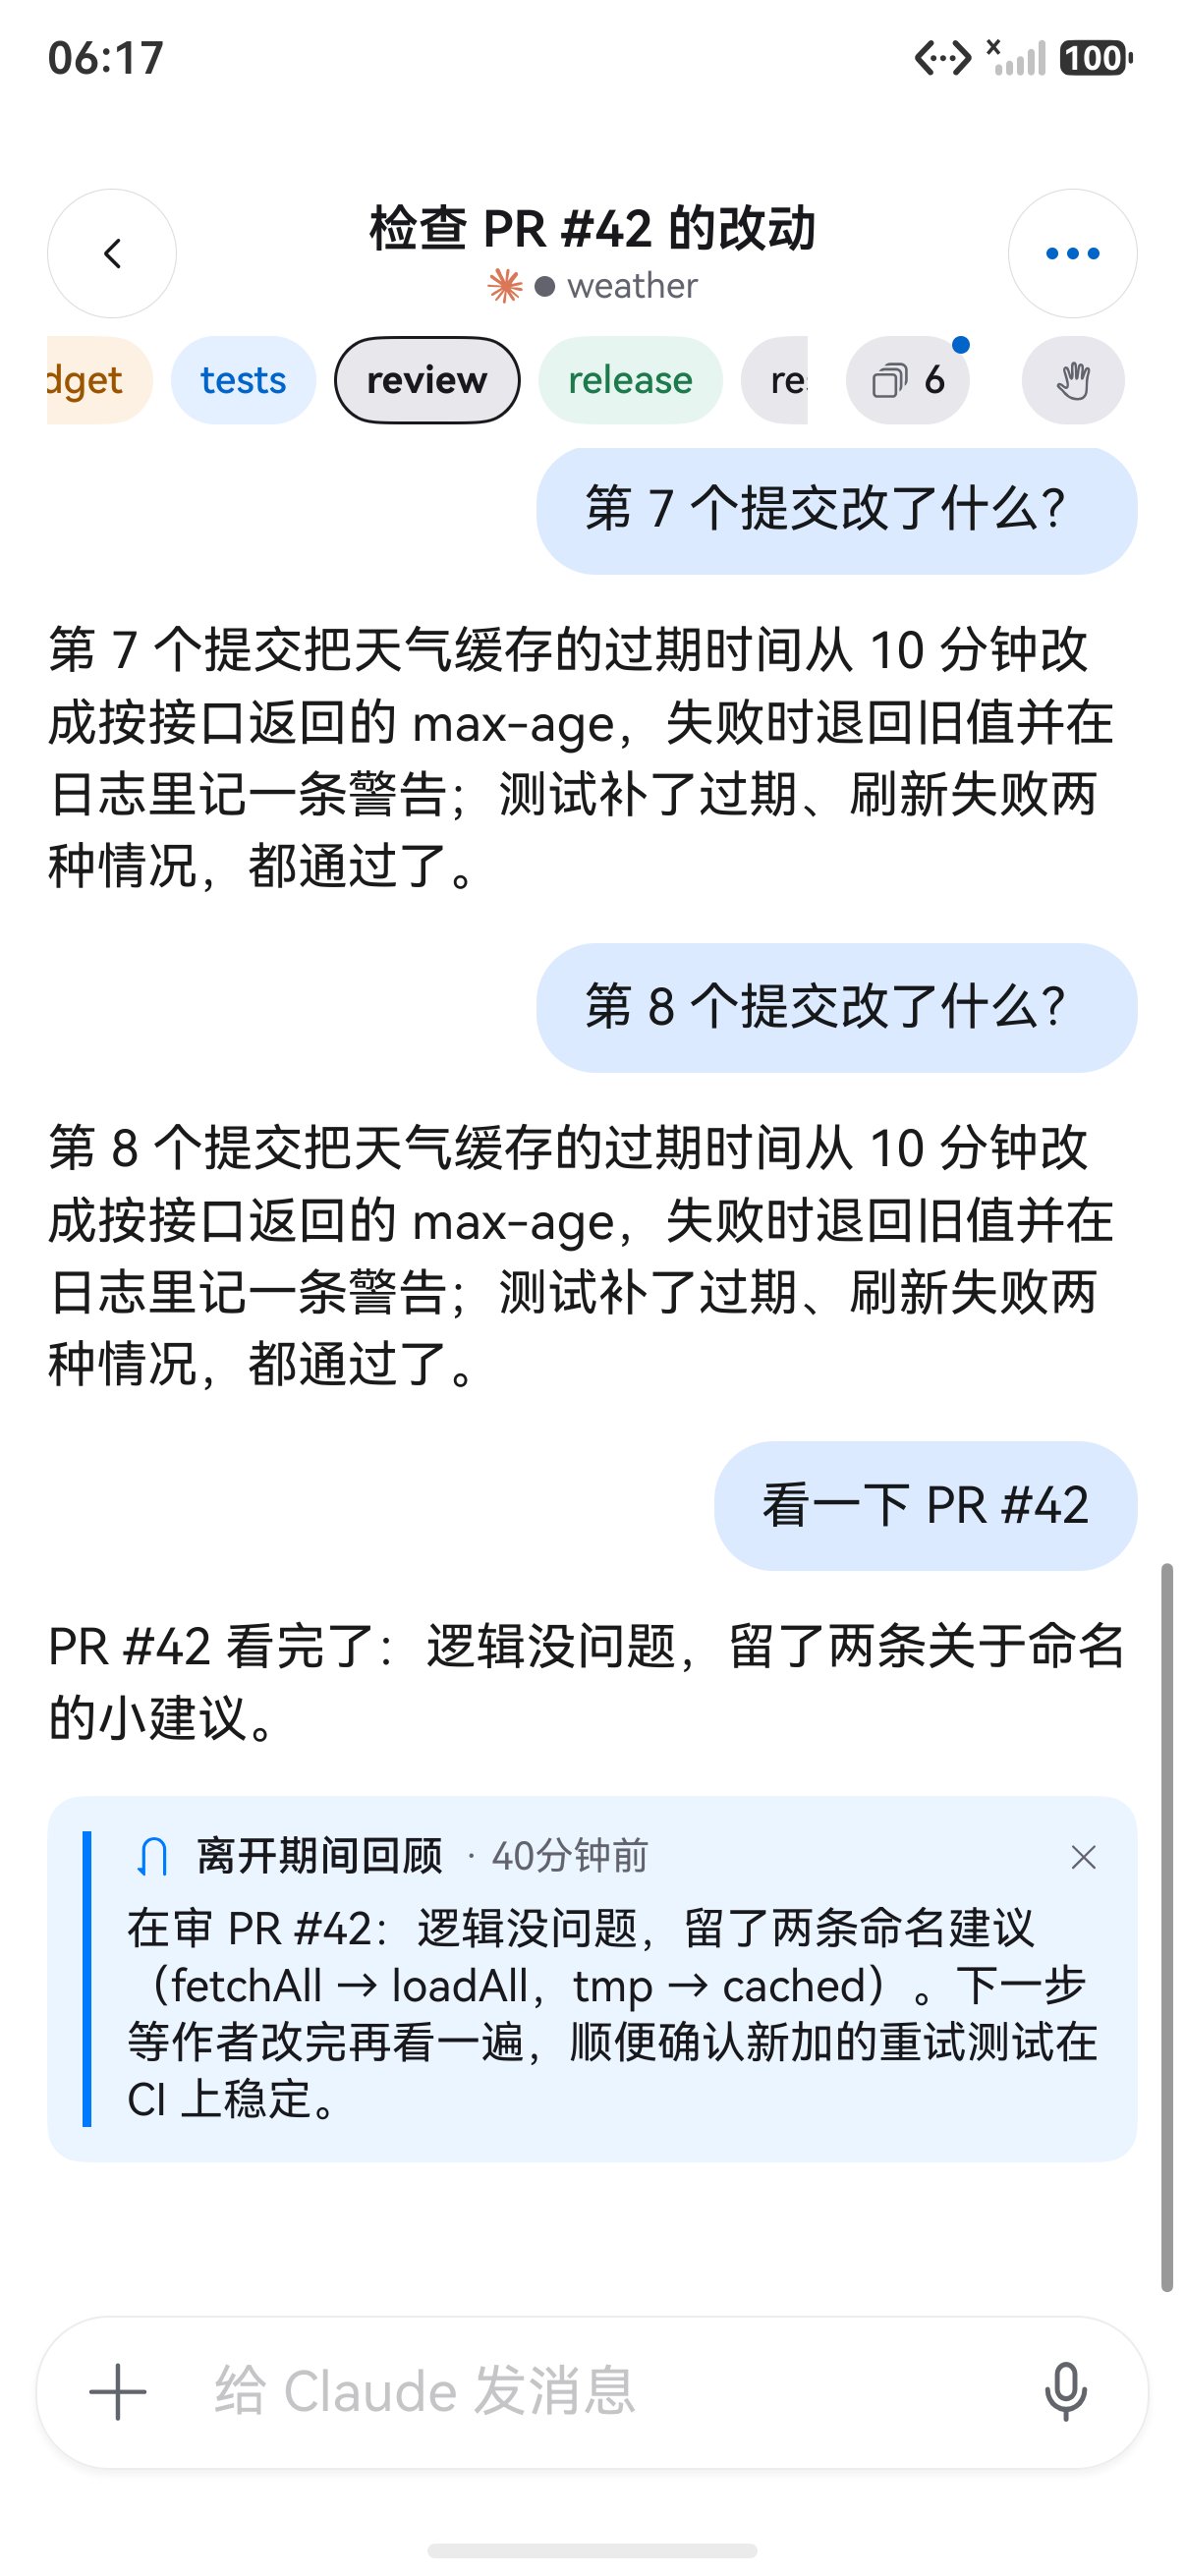 06:17
100
检查 PR #42 的改动
weather
dget
tests
review
release
res
6
第 7 个提交改了什么？
第 7 个提交把天气缓存的过期时间从 10 分钟改
成按接口返回的 max-age，失败时退回旧值并在
日志里记一条警告；测试补了过期、刷新失败两
种情况，都通过了。
第 8 个提交改了什么？
第 8 个提交把天气缓存的过期时间从 10 分钟改
成按接口返回的 max-age，失败时退回旧值并在
日志里记一条警告；测试补了过期、刷新失败两
种情况，都通过了。
看一下 PR #42
PR #42 看完了：逻辑没问题，留了两条关于命名
的小建议。
离开期间回顾 · 40分钟前
在审 PR #42：逻辑没问题，留了两条命名建议
（fetchAll → loadAll，tmp → cached）。下一步
等作者改完再看一遍，顺便确认新加的重试测试在
CI 上稳定。
给 Claude 发消息